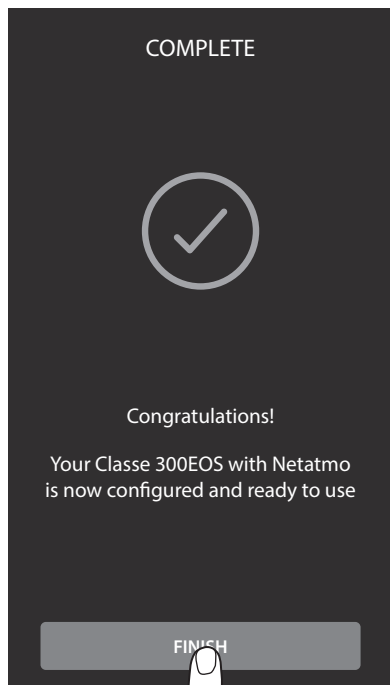 COMPLETE
Congratulations!
Your Classe 300EOS with Netatmo
is now configured and ready to use
FINISH